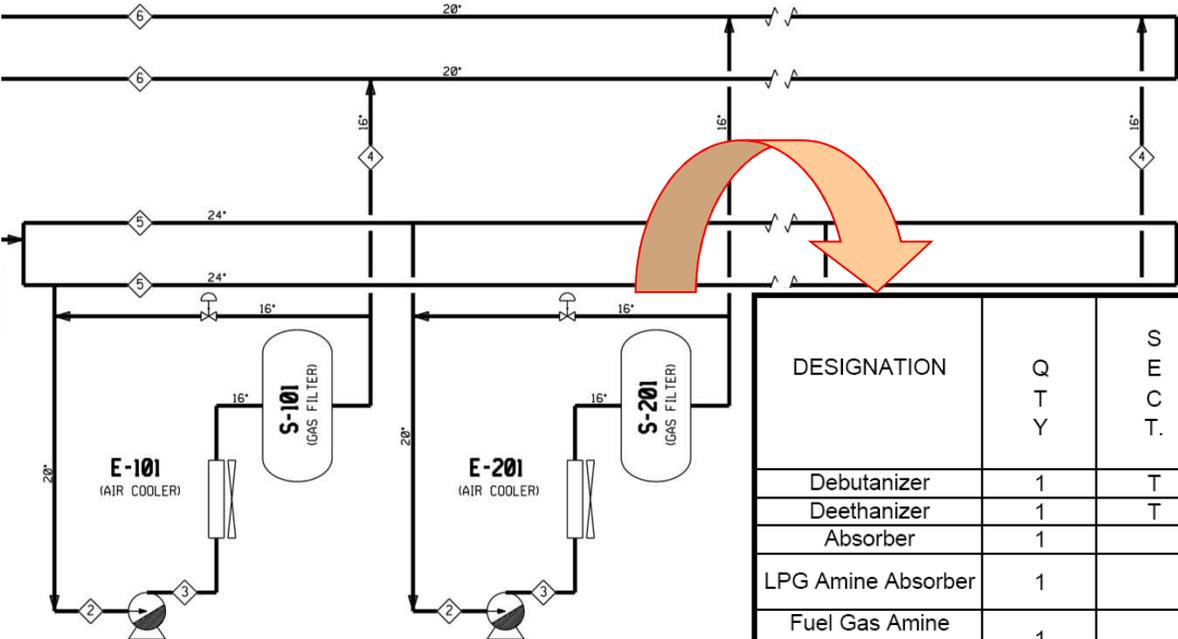 6
20"
6
20"
16"
4
16"
16"
4
5
24"
5
24"
16"
16"
S-101
(GAS FILTER)
16"
S-201
(GAS FILTER)
16"
E-101
(AIR COOLER)
20"
E-201
(AIR COOLER)
20"
2
3
2
3
DESIGNATION
Q
T
Y
S
E
C
T.
Debutanizer 1 T
Deethanizer 1 T
Absorber 1
LPG Amine Absorber 1
Fuel Gas Amine
1